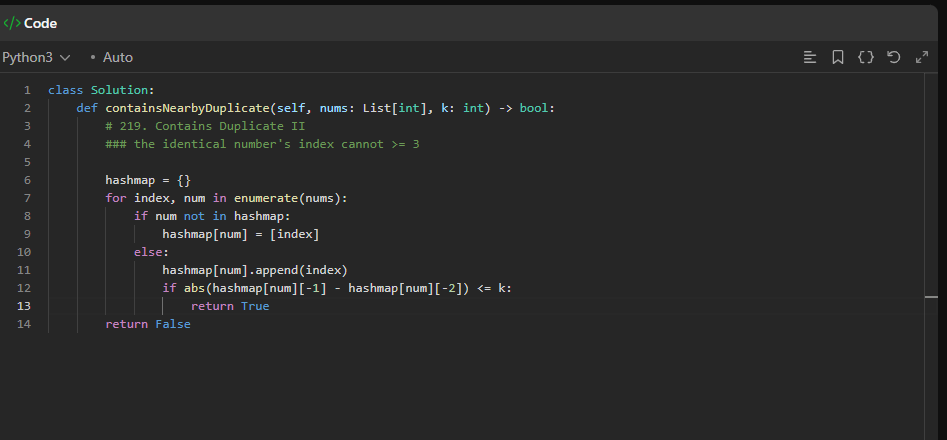 </> Code
Python3 • Auto
1 class Solution:
2     def containsNearbyDuplicate(self, nums: List[int], k: int) -> bool:
3         # 219. Contains Duplicate II
4         ### the identical number's index cannot >= 3
5
6         hashmap = {}
7         for index, num in enumerate(nums):
8             if num not in hashmap:
9                 hashmap[num] = [index]
10             else:
11                 hashmap[num].append(index)
12                 if abs(hashmap[num][-1] - hashmap[num][-2]) <= k:
13                     return True
14         return False